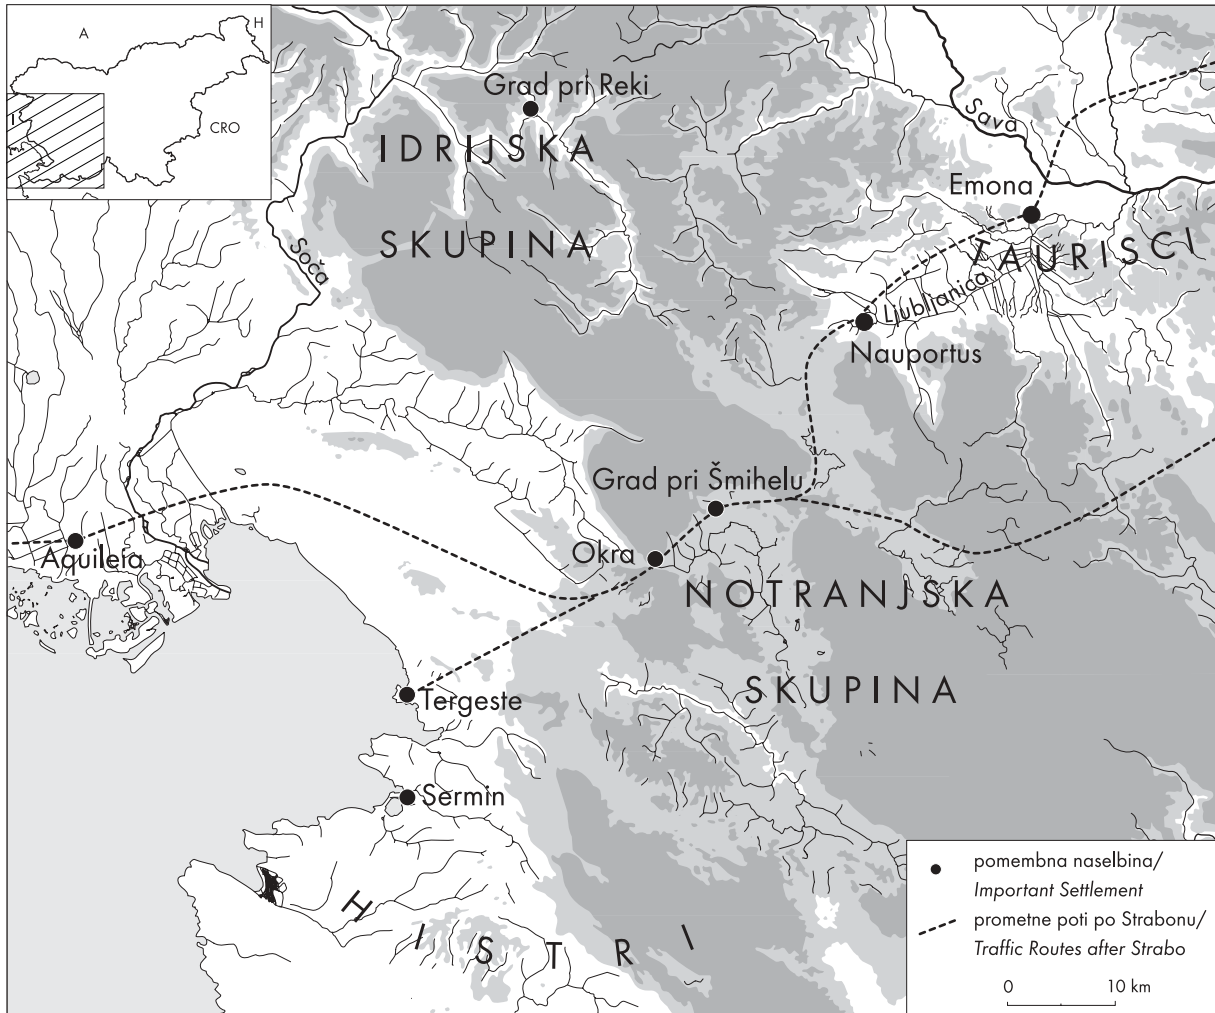 A
H
I
CRO
Grad pri Reki
IDRIJSKA
SKUPINA
Soča
Sava
Emona
TAURISCI
Ljubljanica
Nauportus
Grad pri Šmihelu
Okra
Aquileia
NOTRANJSKA
SKUPINA
Tergeste
Sermin
HISTRI
pomembna naselbina/
Important Settlement
prometne poti po Strabonu/
Traffic Routes after Strabo
0 10 km